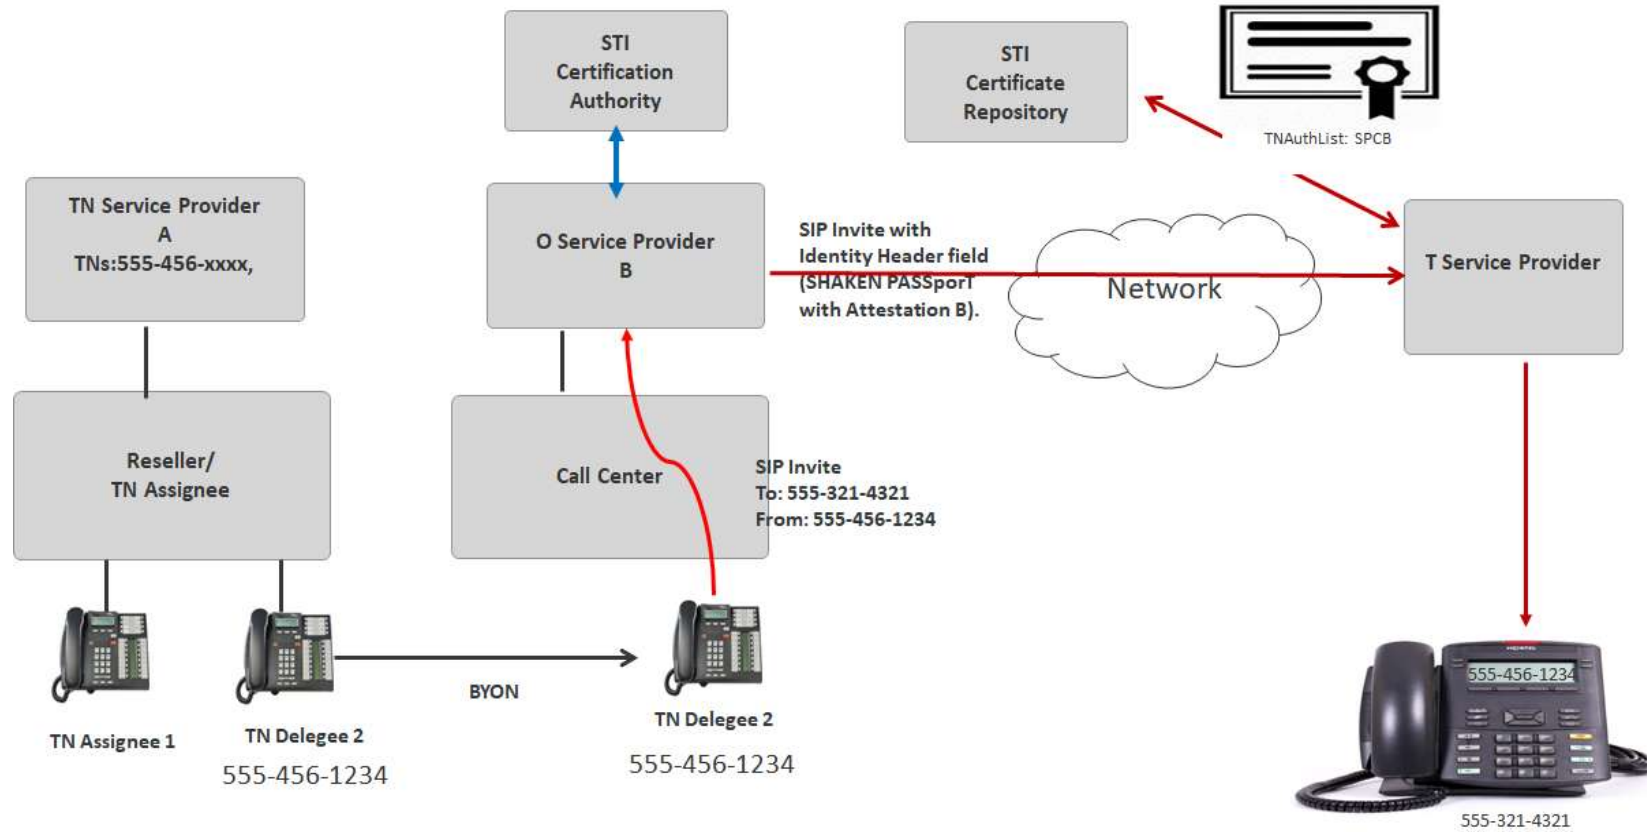 STI
Certification
Authority
STI
Certificate
Repository
TNAuthList: SPCB
TN Service Provider
A
TNs:555-456-xxxx,
O Service Provider
B
SIP Invite with
Identity Header field
(SHAKEN PASSporT
with Attestation B).
Network
T Service Provider
Reseller/
TN Assignee
Call Center
SIP Invite
To: 555-321-4321
From: 555-456-1234
BYON
TN Assignee 1
TN Delegee 2
555-456-1234
TN Delegee 2
555-456-1234
555-456-1234
555-321-4321